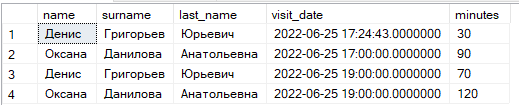 name surname last_name visit_date minutes
1 Денис Григорьев Юрьевич 2022-06-25 17:24:43.0000000 30
2 Оксана Данилова Анатольевна 2022-06-25 17:00:00.0000000 90
3 Денис Григорьев Юрьевич 2022-06-25 19:00:00.0000000 70
4 Оксана Данилова Анатольевна 2022-06-25 19:00:00.0000000 120